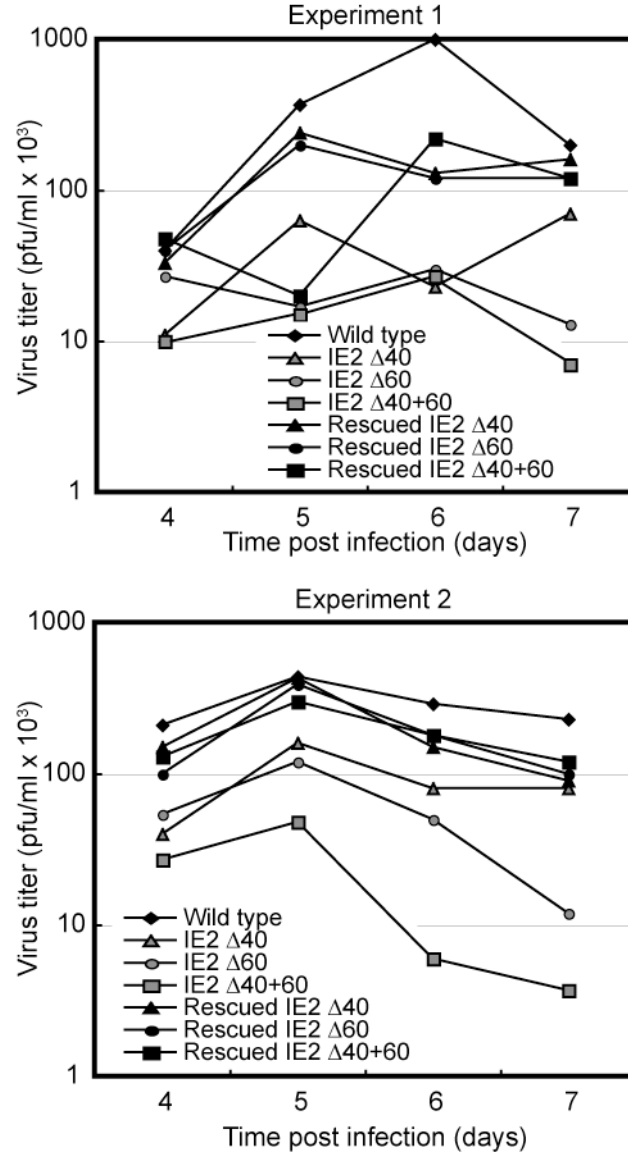 Experiment 1
1000
100
10
1
Virus titer (pfu/ml x 10³)
Wild type
IE2 Δ40
IE2 Δ60
IE2 Δ40+60
Rescued IE2 Δ40
Rescued IE2 Δ60
Rescued IE2 Δ40+60
4 5 6 7
Time post infection (days)
Experiment 2
1000
100
10
1
Virus titer (pfu/ml x 10³)
Wild type
IE2 Δ40
IE2 Δ60
IE2 Δ40+60
Rescued IE2 Δ40
Rescued IE2 Δ60
Rescued IE2 Δ40+60
4 5 6 7
Time post infection (days)